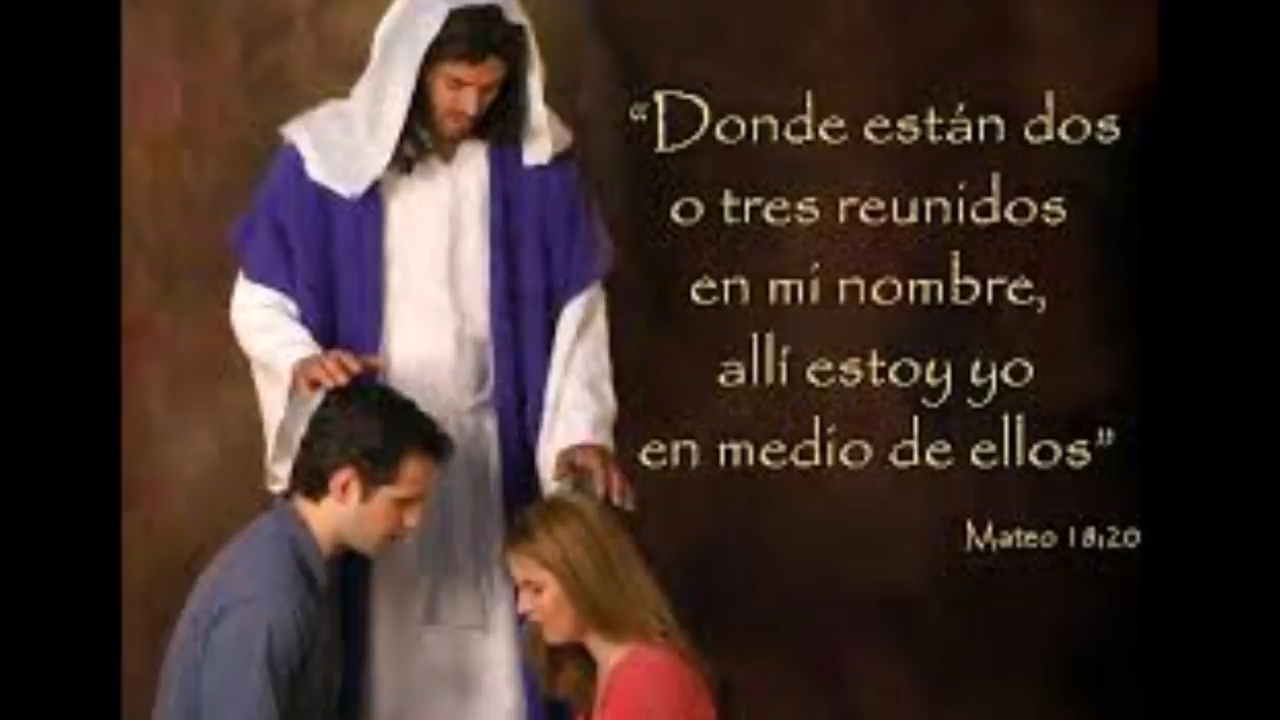 “Donde están dos
o tres reunidos
en mi nombre,
allí estoy yo
en medio de ellos”
Mateo 18:20